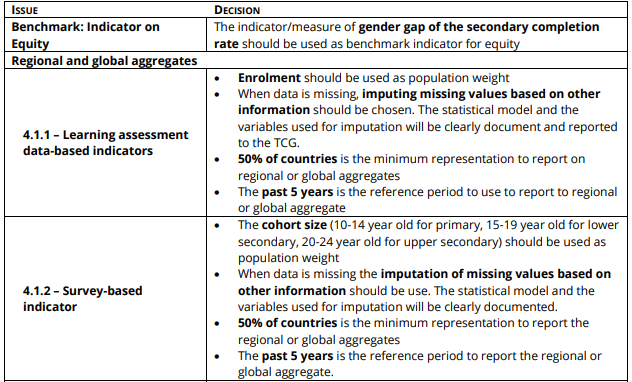 ISSUE DECISION
Benchmark: Indicator on The indicator/measure of gender gap of the secondary completion
Equity rate should be used as benchmark indicator for equity
Regional and global aggregates
• Enrolment should be used as population weight
• When data is missing, imputing missing values based on other
information should be chosen. The statistical model and the
variables used for imputation will be clearly document and reported
4.1.1 – Learning assessment to the TCG.
data-based indicators
• 50% of countries is the minimum representation to report on
regional or global aggregates
• The past 5 years is the reference period to use to report to regional
or global aggregate
• The cohort size (10-14 year old for primary, 15-19 year old for lower
secondary, 20-24 year old for upper secondary) should be used as
population weight
• When data is missing the imputation of missing values based on
4.1.2 – Survey-based other information should be use. The statistical model and the
indicator variables used for imputation will be clearly documented.
• 50% of countries is the minimum representation to report the
regional or global aggregates
• The past 5 years is the reference period to report the regional or
global aggregate.